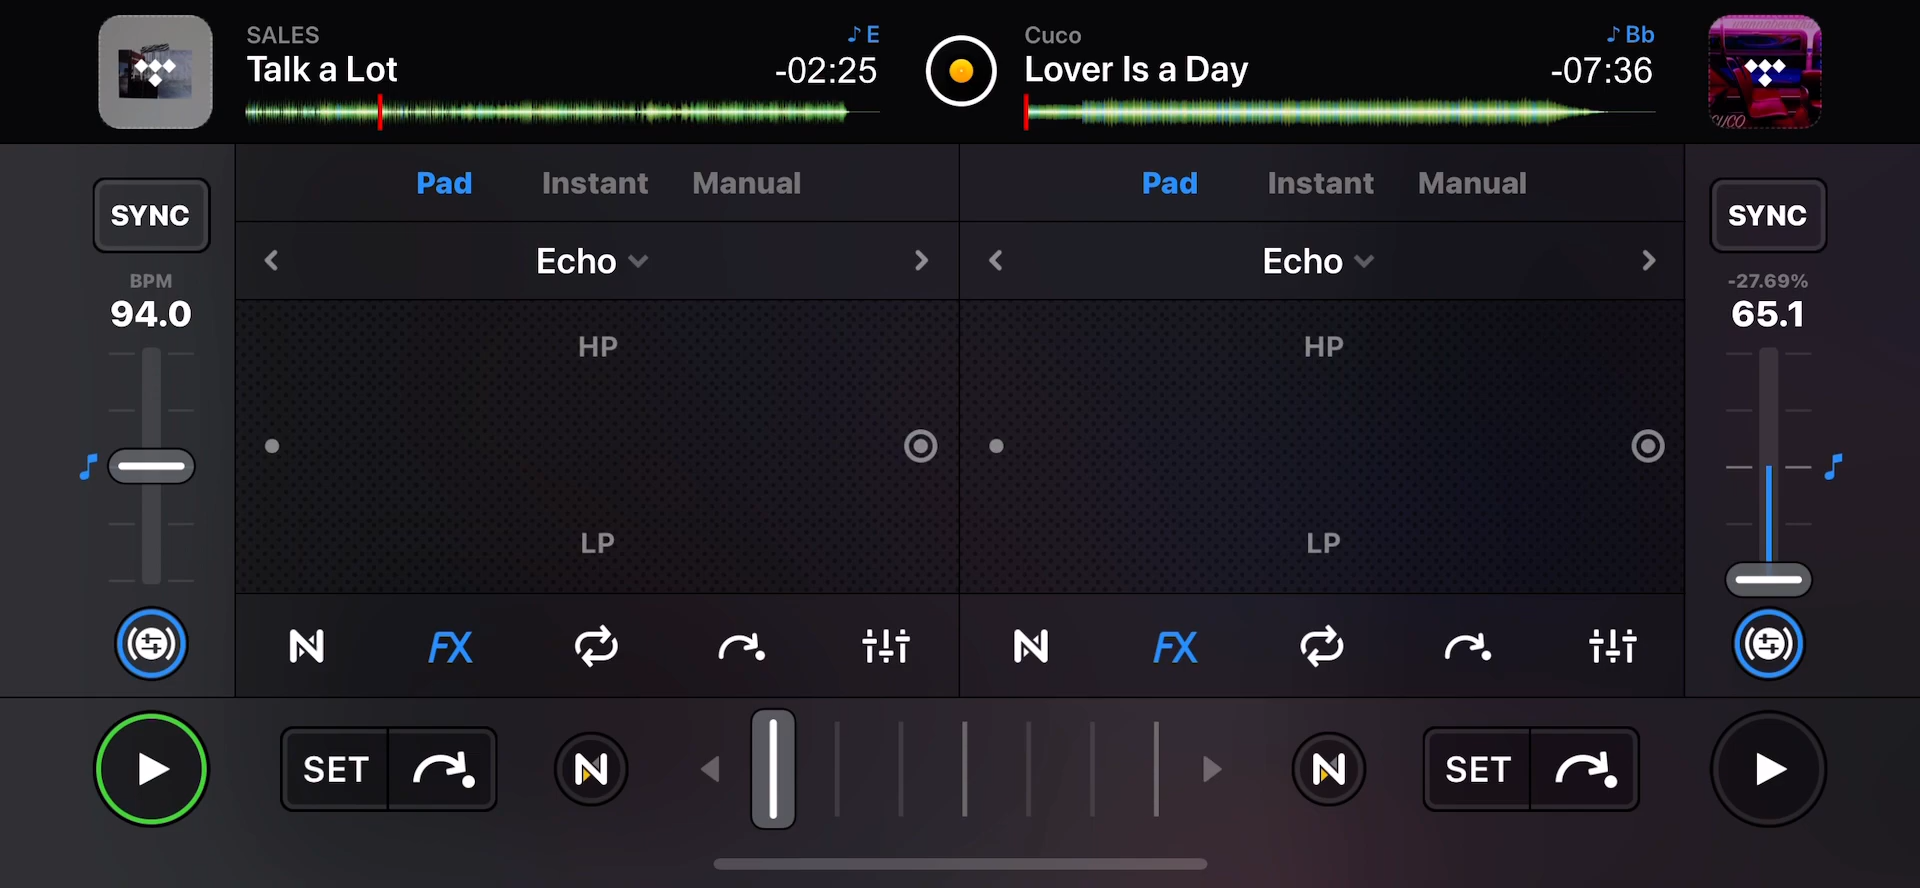 SALES
Talk a Lot
♪ E
-02:25
Cuco
Lover Is a Day
♪ Bb
-07:36
CUCO
SYNC
BPM
94.0
Pad Instant Manual
Echo
HP
LP
FX
Pad Instant Manual
Echo
HP
LP
FX
SYNC
-27.69%
65.1
SET
N
N
SET